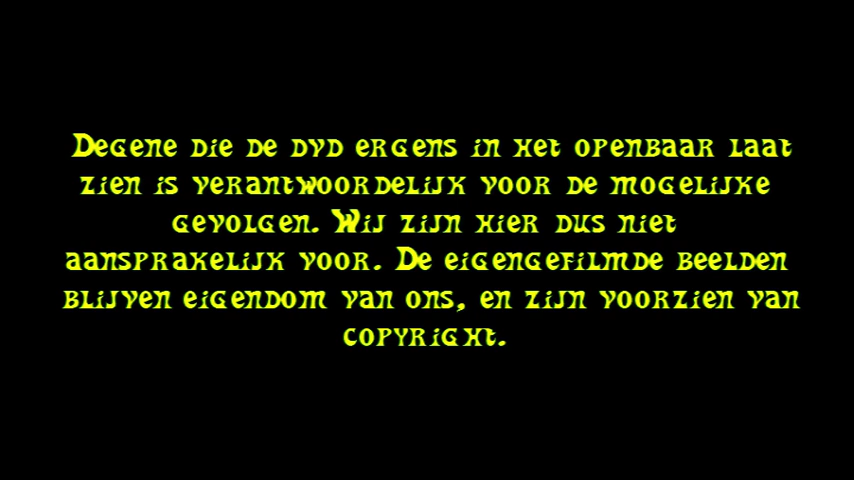 Degene die de dvd ergens in het openbaar laat
zien is verantwoordelijk voor de mogelijke
gevolgen. Wij zijn hier dus niet
aansprakelijk voor. De eigengefilmde beelden
blijven eigendom van ons, en zijn voorzien van
copyright.